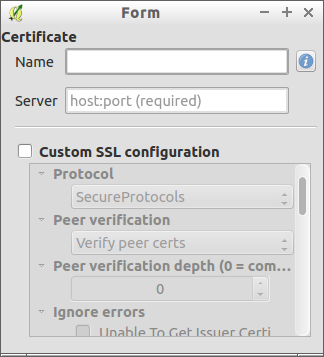 Form
Certificate
Name
Server host:port (required)
Custom SSL configuration
Protocol
SecureProtocols
Peer verification
Verify peer certs
Peer verification depth (0 = com...
0
Ignore errors
Unable To Get Issuer Certi